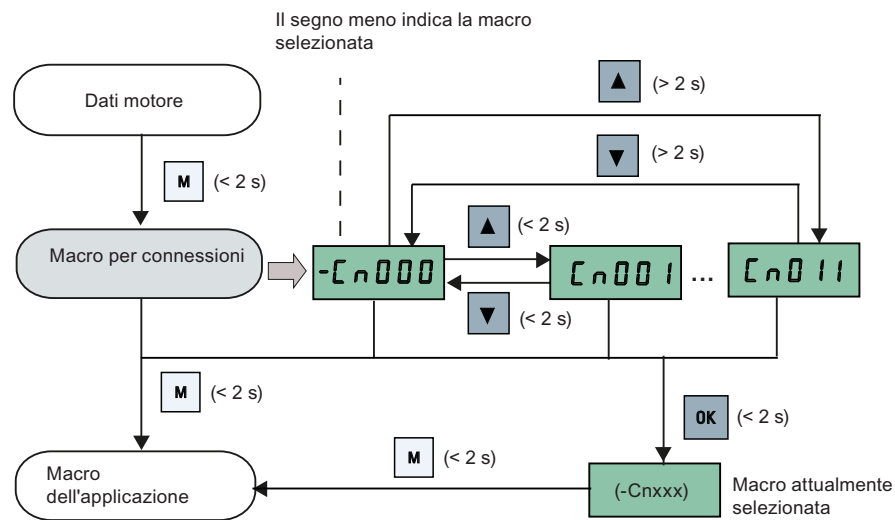 Il segno meno indica la macro
selezionata
▲ (> 2 s)
Dati motore
▼ (> 2 s)
M (< 2 s)
▲ (< 2 s)
Macro per connessioni
-Cn000
Cn001
...
Cn011
▼ (< 2 s)
M (< 2 s)
OK (< 2 s)
M (< 2 s)
Macro
dell'applicazione
(-Cnxxx)
Macro attualmente
selezionata